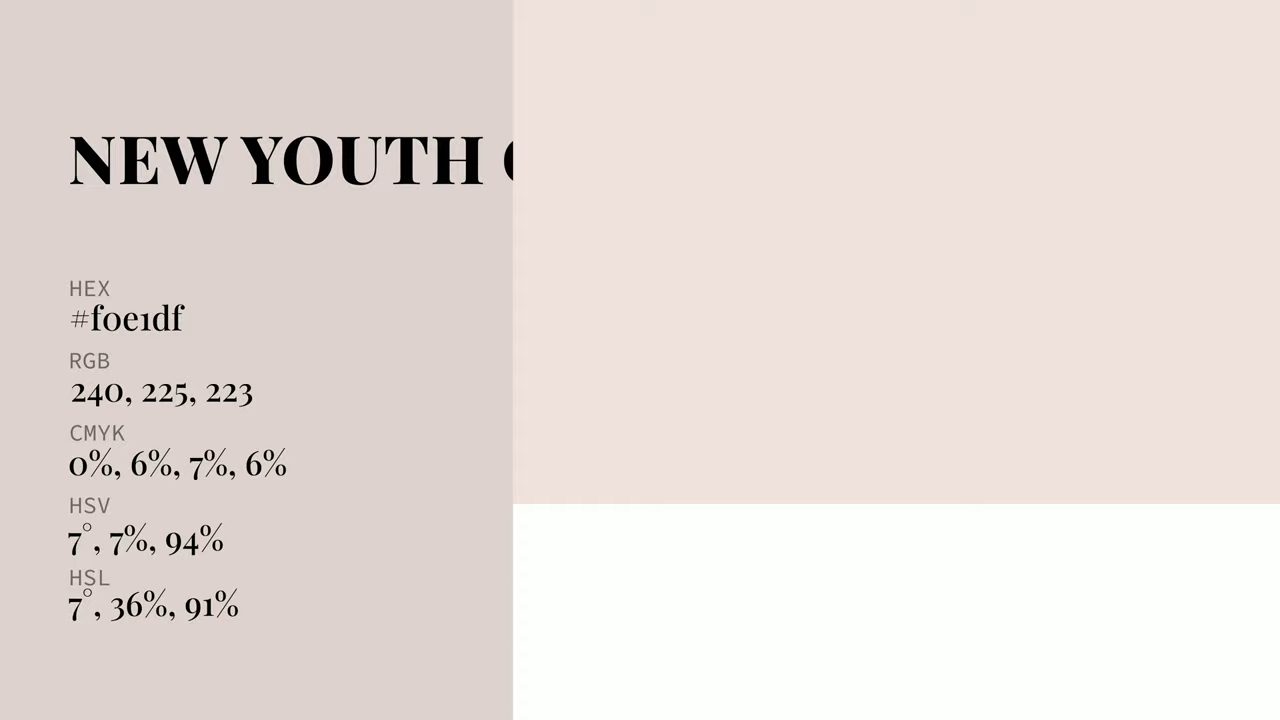 NEW YOUTH
HEX
#f0e1df
RGB
240, 225, 223
CMYK
0%, 6%, 7%, 6%
HSV
7°, 7%, 94%
HSL
7°, 36%, 91%